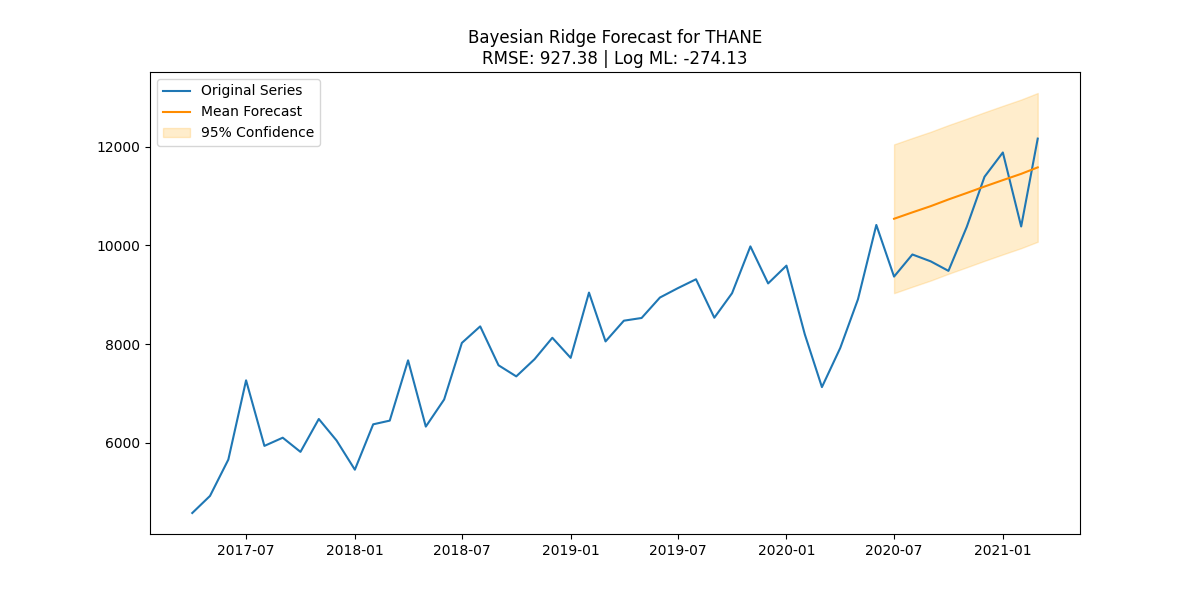 Bayesian Ridge Forecast for THANE
RMSE: 927.38 | Log ML: -274.13
Original Series
Mean Forecast
95% Confidence
12000
10000
8000
6000
2017-07
2018-01
2018-07
2019-01
2019-07
2020-01
2020-07
2021-01